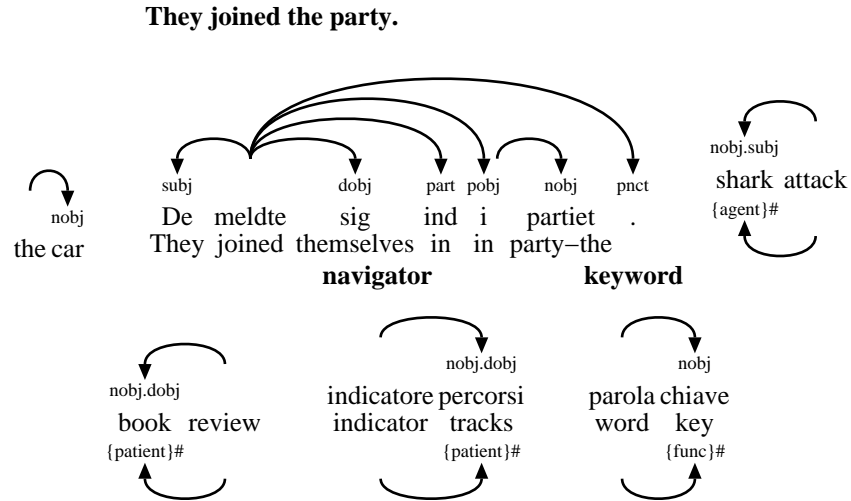 They joined the party.
subj dobj part pobj nobj pnct
De meldte sig ind i partiet .
They joined themselves in in party–the
nobj
the car
nobj.subj
shark attack
{agent}#
navigator
keyword
nobj.dobj
book review
{patient}#
nobj.dobj
indicatore percorsi
indicator tracks
{patient}#
nobj
parola chiave
word key
{func}#